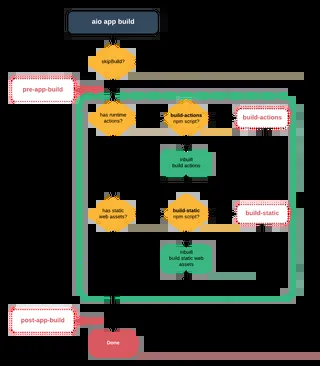 aio app build
skipBuild?
pre-app-build
has runtime
actions?
build-actions
npm script?
build-actions
inbuilt
build actions
has static
web assets?
build-static
npm script?
build-static
inbuilt
build static web
assets
post-app-build
Done